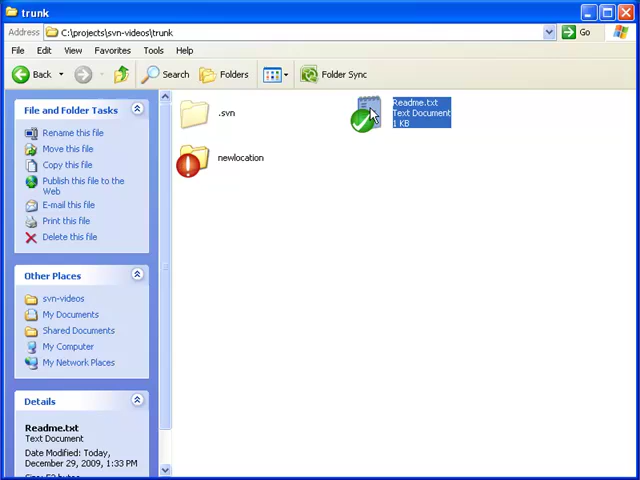 trunk
Address C:\projects\svn-videos\trunk Go
File Edit View Favorites Tools Help
Back Search Folders Folder Sync
File and Folder Tasks
Rename this file
Move this file
Copy this file
Publish this file to the
Web
E-mail this file
Print this file
Delete this file
Other Places
svn-videos
My Documents
Shared Documents
My Computer
My Network Places
Details
Readme.txt
Text Document
Date Modified: Today,
December 29, 2009, 1:33 PM
.svn
Readme.txt
Text Document
1 KB
newlocation